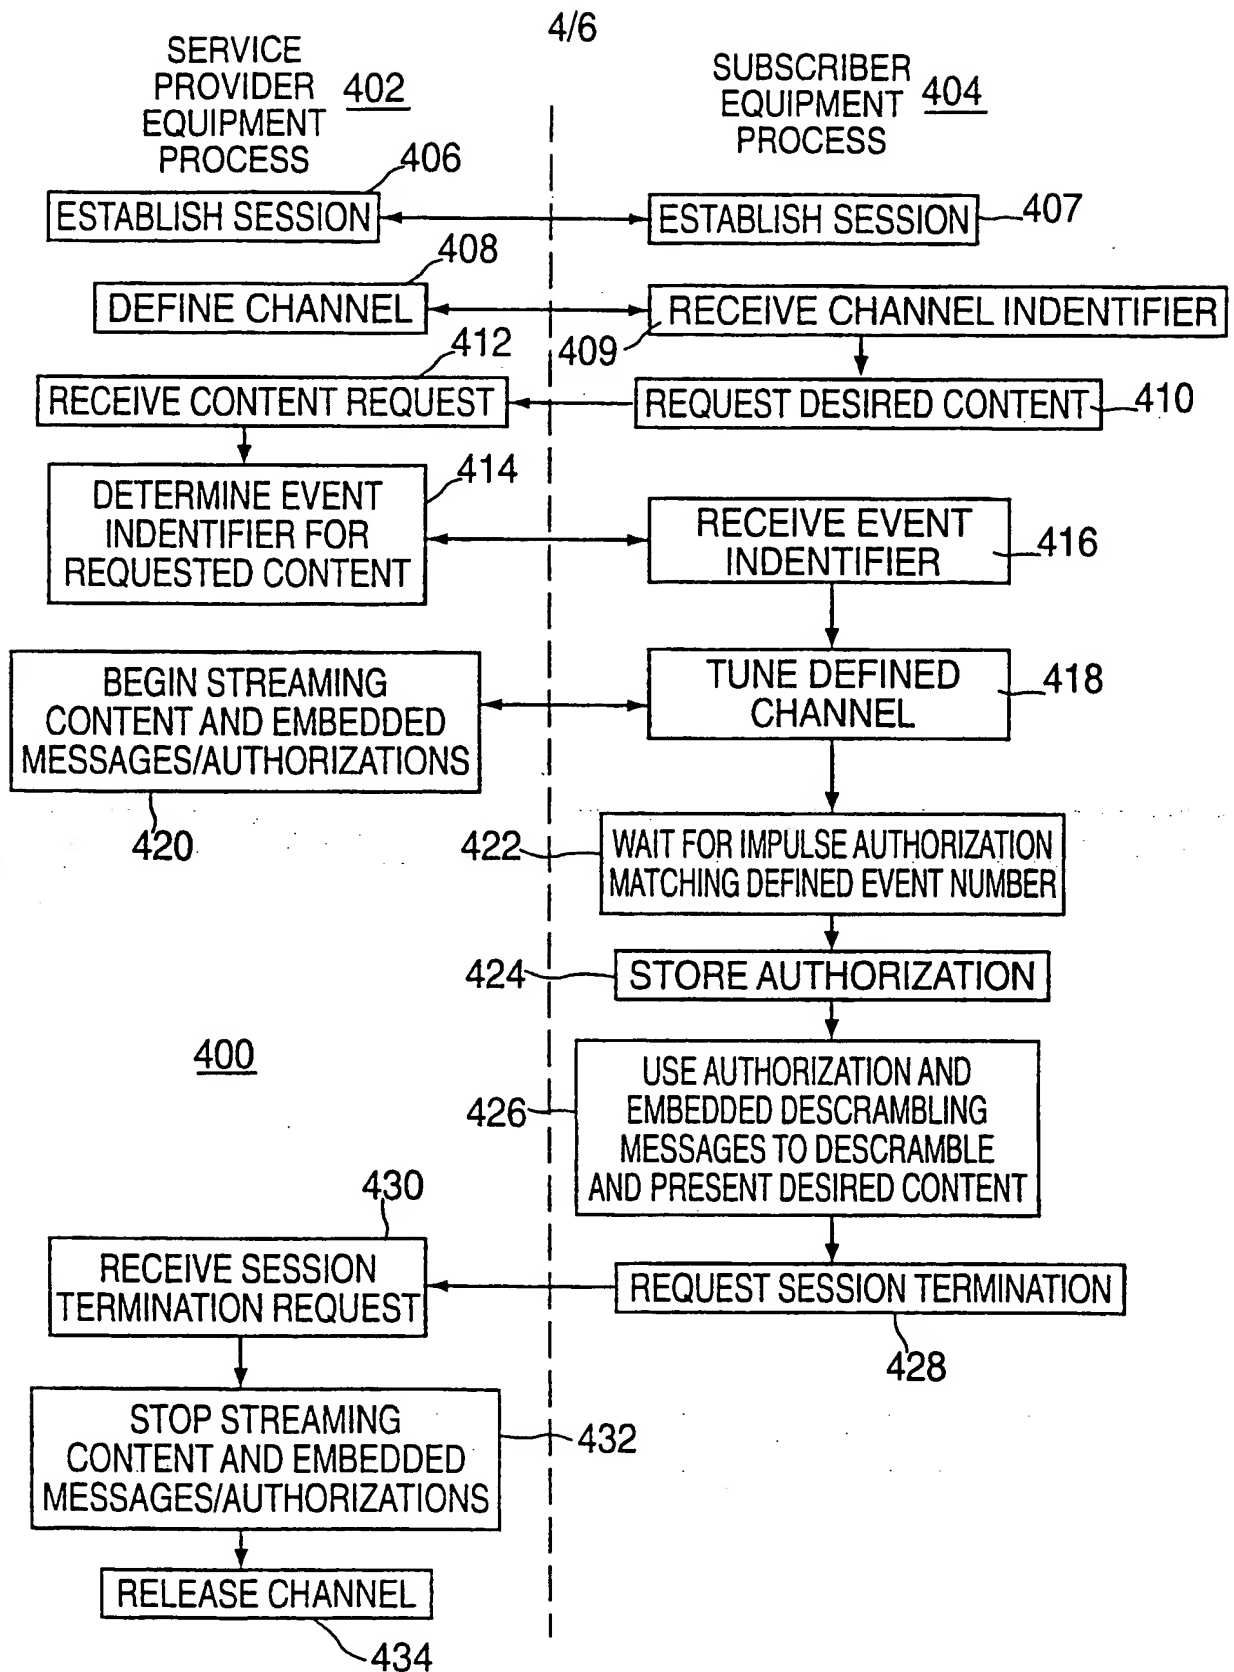 4/6
SERVICE
PROVIDER
EQUIPMENT
PROCESS
402
SUBSCRIBER
EQUIPMENT
PROCESS
404
406
ESTABLISH SESSION
ESTABLISH SESSION
407
408
DEFINE CHANNEL
RECEIVE CHANNEL INDENTIFIER
409
412
RECEIVE CONTENT REQUEST
REQUEST DESIRED CONTENT
410
414
DETERMINE EVENT
INDENTIFIER FOR
REQUESTED CONTENT
RECEIVE EVENT
INDENTIFIER
416
BEGIN STREAMING
CONTENT AND EMBEDDED
MESSAGES/AUTHORIZATIONS
420
TUNE DEFINED
CHANNEL
418
422
WAIT FOR IMPULSE AUTHORIZATION
MATCHING DEFINED EVENT NUMBER
424
STORE AUTHORIZATION
400
426
USE AUTHORIZATION AND
EMBEDDED DESCRAMBLING
MESSAGES TO DESCRAMBLE
AND PRESENT DESIRED CONTENT
430
RECEIVE SESSION
TERMINATION REQUEST
REQUEST SESSION TERMINATION
428
STOP STREAMING
CONTENT AND EMBEDDED
MESSAGES/AUTHORIZATIONS
432
RELEASE CHANNEL
434